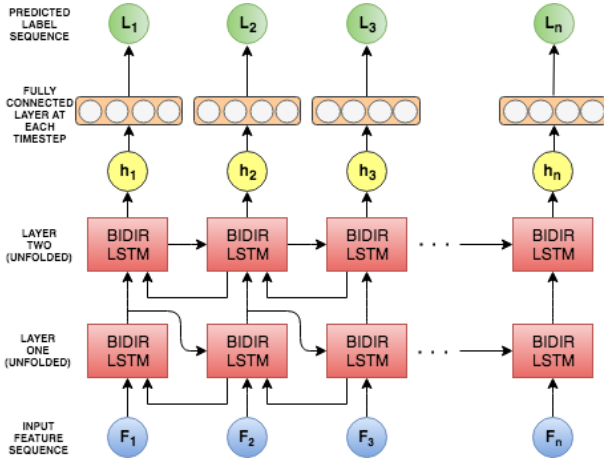 PREDICTED
LABEL
SEQUENCE
L1 L2 L3 Ln
FULLY
CONNECTED
LAYER AT
EACH
TIMESTEP
h1 h2 h3 hn
LAYER
TWO
(UNFOLDED)
BIDIR BIDIR BIDIR BIDIR
LSTM LSTM LSTM . . . LSTM
LAYER
ONE
(UNFOLDED)
BIDIR BIDIR BIDIR BIDIR
LSTM LSTM LSTM . . . LSTM
INPUT
FEATURE
SEQUENCE
F1 F2 F3 Fn